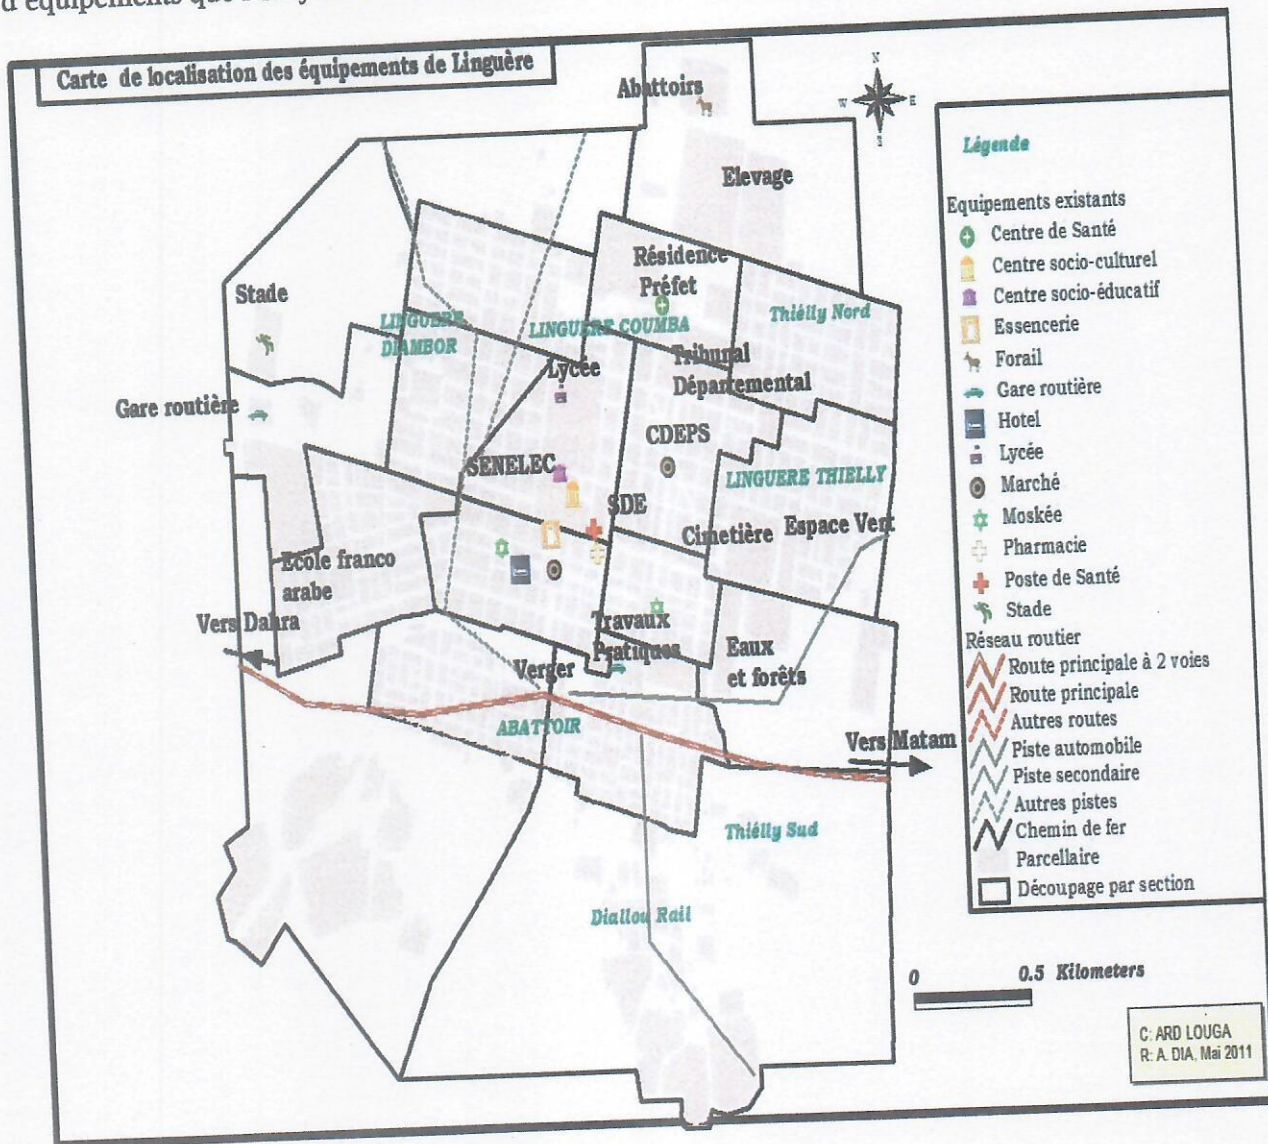 d'équipements que
Carte de localisation des équipements de Linguère
Abattoirs
N
W
E
S
Elevage
Résidence
Préfet
Stade
LINGUERE
DIAMBOR
LINGUERE COUMBA
Thiélly Nord
Lycée
Tribunal
Départemental
Gare routière
CDEPS
SENELEC
LINGUERE THIELLY
SDE
Cimetière
Espace Vert
Ecole franco
arabe
Vers Dahra
Travaux
Pratiques
Verger
Eaux
et forêts
ABATTOIR
Vers Matam
Thiélly Sud
Diallou Rail
Légende
Equipements existants
Centre de Santé
Centre socio-culturel
Centre socio-éducatif
Essencerie
Forail
Gare routière
Hotel
Lycée
Marché
Moskée
Pharmacie
Poste de Santé
Stade
Réseau routier
Route principale à 2 voies
Route principale
Autres routes
Piste automobile
Piste secondaire
Autres pistes
Chemin de fer
Parcellaire
Découpage par section
0 0.5 Kilometers
C: ARD LOUGA
R: A. DIA, Mai 2011